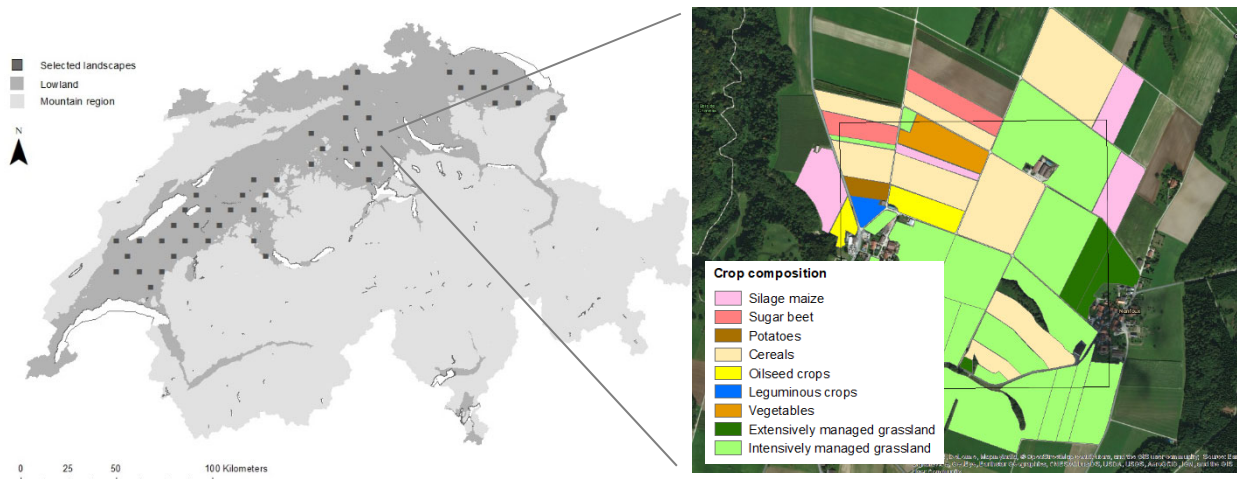 Selected landscapes
Lowland
Mountain region
N
0 25 50 100 Kilometers
Crop composition
Silage maize
Sugar beet
Potatoes
Cereals
Oilseed crops
Leguminous crops
Vegetables
Extensively managed grassland
Intensively managed grassland